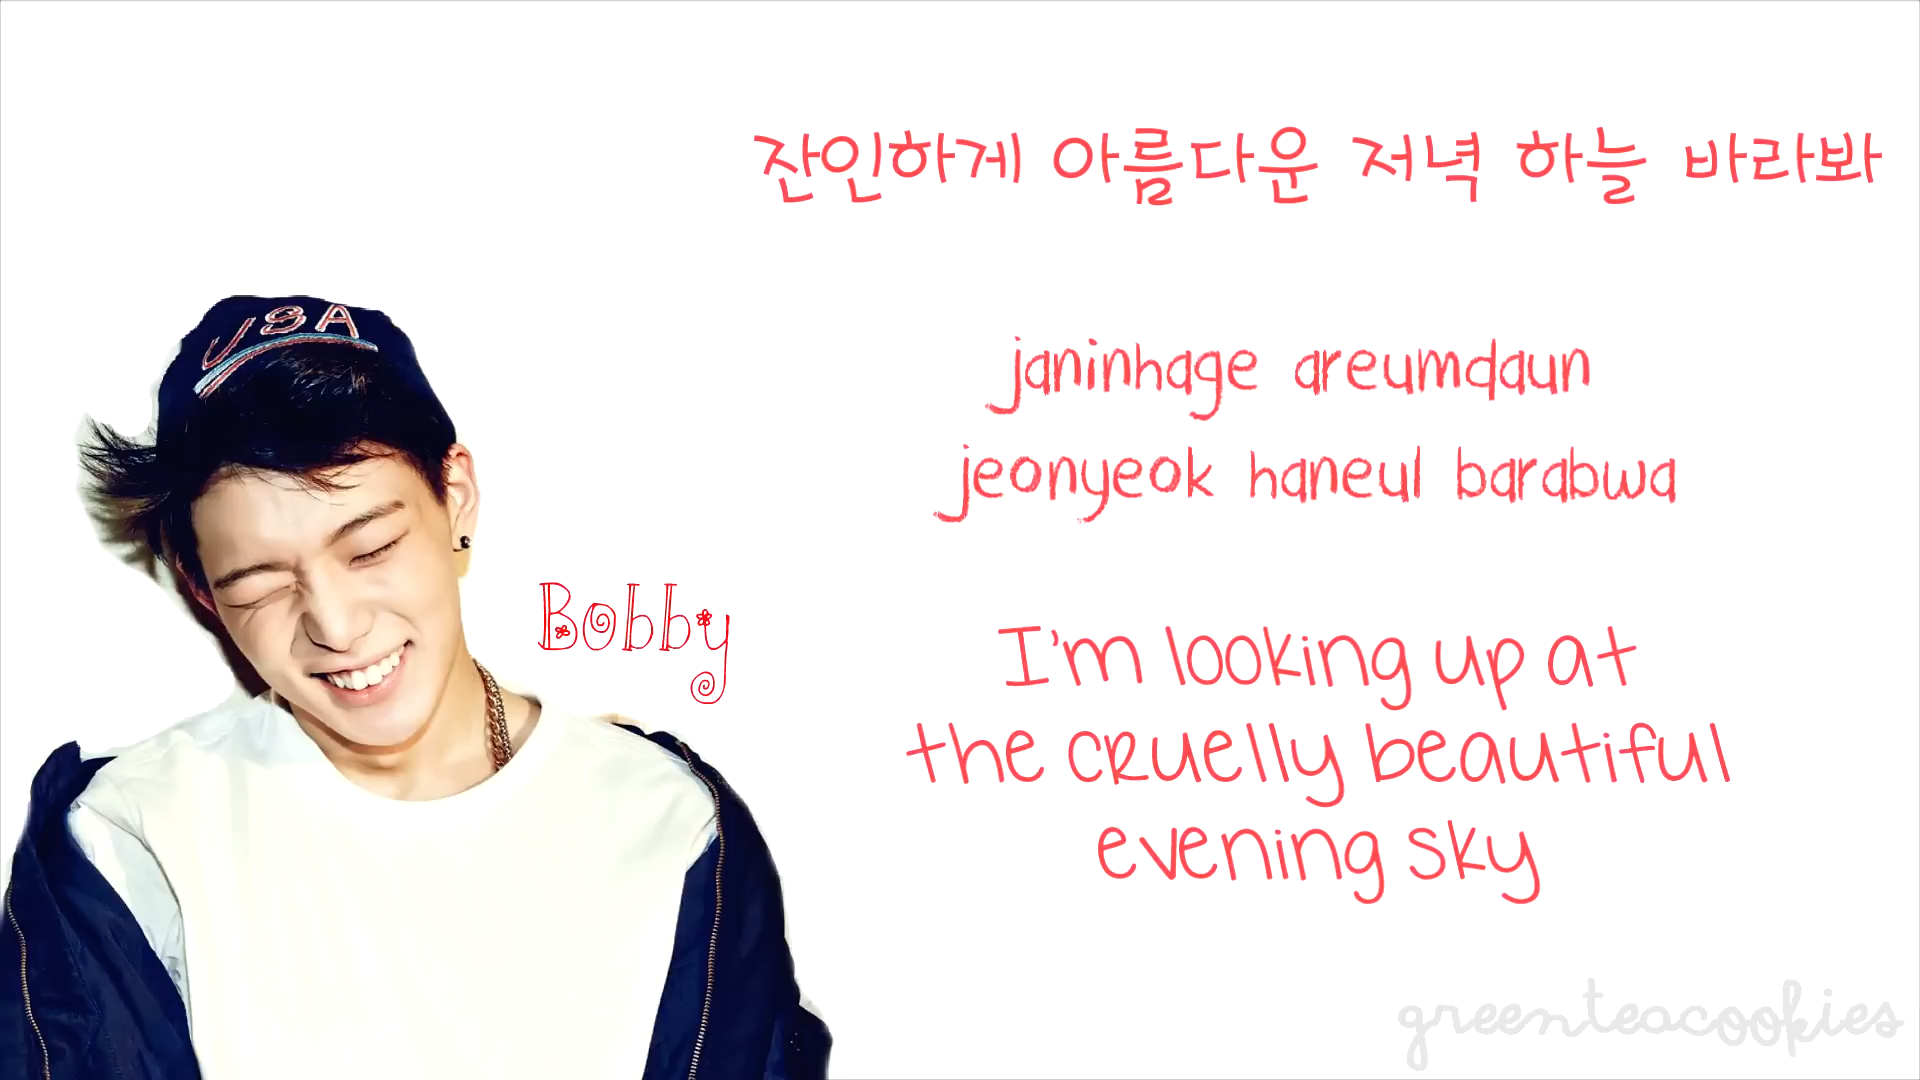 잔인하게 아름다운 저녁 하늘 바라봐
USA
janinhage areumdaun
jeonyeok haneul barabwa
Bobby
I'm looking up at
the cruelly beautiful
evening sky
greenteacookies